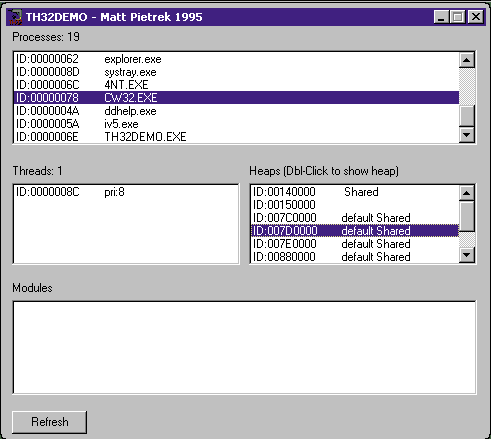 TH32DEMO - Matt Pietrek 1995
Processes: 19
ID:00000062 explorer.exe
ID:0000008D systray.exe
ID:0000006C 4NT.EXE
ID:00000078 CW32.EXE
ID:0000004A ddhelp.exe
ID:0000005A iv5.exe
ID:0000006E TH32DEMO.EXE
Threads: 1
ID:0000008C pri:8
Heaps (Dbl-Click to show heap)
ID:00140000 Shared
ID:00150000
ID:007C0000 default Shared
ID:007D0000 default Shared
ID:007E0000 default Shared
ID:00880000 default Shared
Modules
Refresh